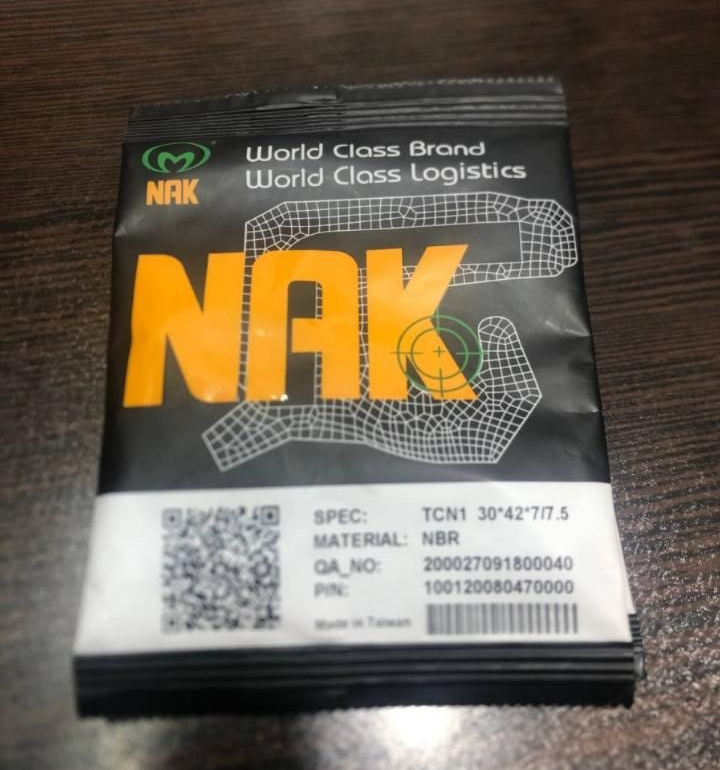 World Class Brand
World Class Logistics
NAK
NAK
SPEC: TCN1 30*42*7/7.5
MATERIAL: NBR
QA_NO: 200027091800040
P/N: 100120080470000
Made in Taiwan